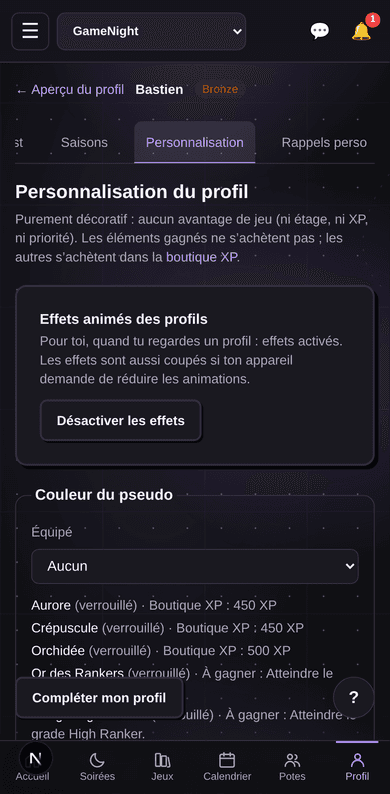 GameNight
1
← Aperçu du profil Bastien Bronze
st Saisons Personnalisation Rappels perso
Personnalisation du profil
Purement décoratif : aucun avantage de jeu (ni étage, ni XP,
ni priorité). Les éléments gagnés ne s'achètent pas ; les
autres s'achètent dans la boutique XP.
Effets animés des profils
Pour toi, quand tu regardes un profil : effets activés.
Les effets sont aussi coupés si ton appareil
demande de réduire les animations.
Désactiver les effets
Couleur du pseudo
Équipé
Aucun
Aurore (verrouillé) · Boutique XP : 450 XP
Crépuscule (verrouillé) · Boutique XP : 450 XP
Orchidée (verrouillé) · Boutique XP : 500 XP
Or des Rankers (verrouillé) · À gagner : Atteindre le
Compléter mon profil
· À gagner : Atteindre le
?
grade High Ranker.
N
Accueil Soirées Jeux Calendrier Potes Profil